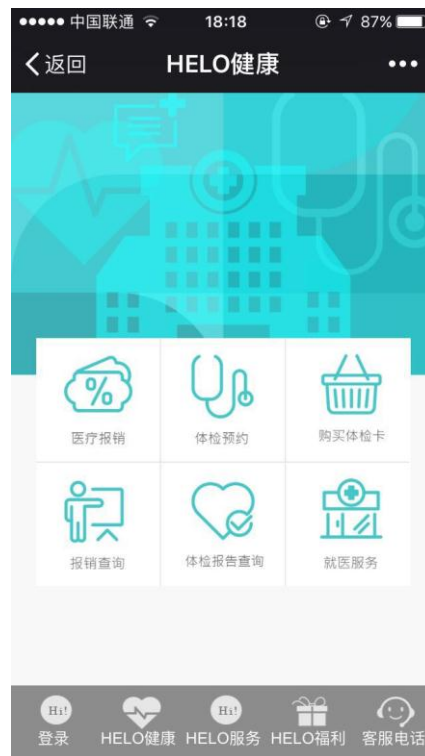 中国联通 18:18 87%
返回 HELO健康
%
医疗报销 体检预约 购买体检卡
报销查询 体检报告查询 就医服务
Hi! Hi!
登录 HELO健康 HELO服务 HELO福利 客服电话